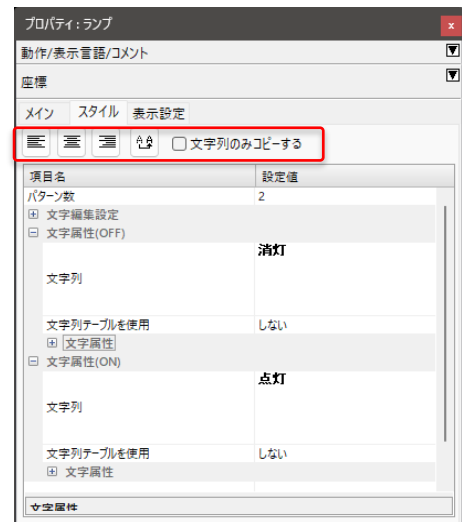 プロパティ : ランプ
x
動作/表示言語/コメント
座標
メイン スタイル 表示設定
文字列のみコピーする
項目名 設定値
パターン数 2
文字編集設定
文字属性(OFF)
消灯
文字列
文字列テーブルを使用 しない
文字属性
文字属性(ON)
点灯
文字列
文字列テーブルを使用 しない
文字属性
文字属性